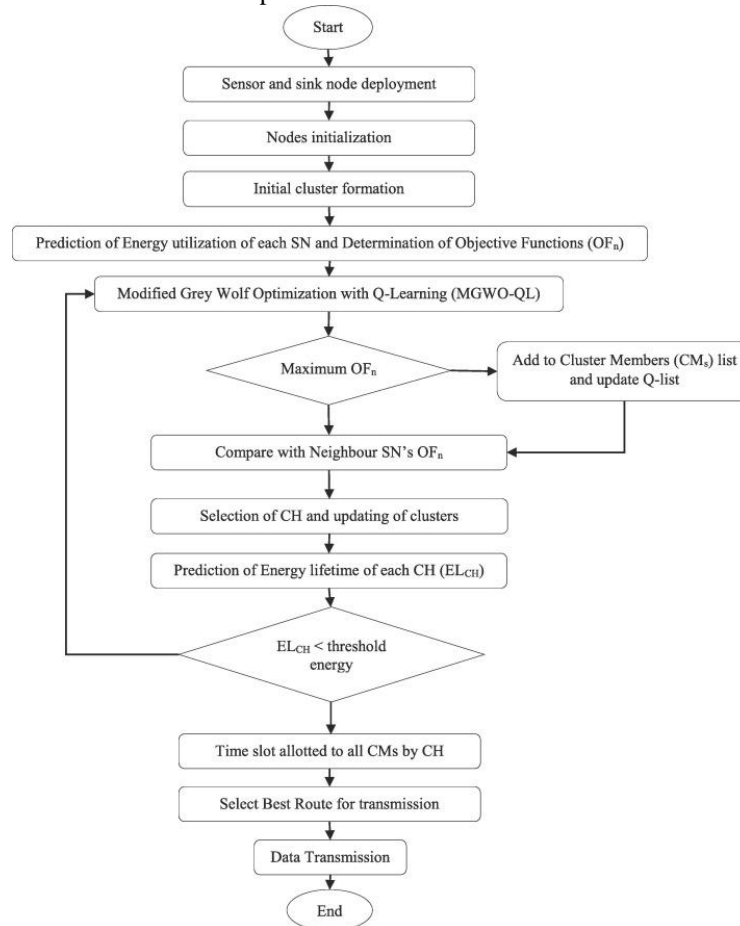 Start
Sensor and sink node deployment
Nodes initialization
Initial cluster formation
Prediction of Energy utilization of each SN and Determination of Objective Functions (OFₙ)
Modified Grey Wolf Optimization with Q-Learning (MGWO-QL)
Maximum OFₙ
Add to Cluster Members (CMₛ) list
and update Q-list
Compare with Neighbour SN's OFₙ
Selection of CH and updating of clusters
Prediction of Energy lifetime of each CH (EL_CH)
EL_CH < threshold
energy
Time slot allotted to all CMs by CH
Select Best Route for transmission
Data Transmission
End